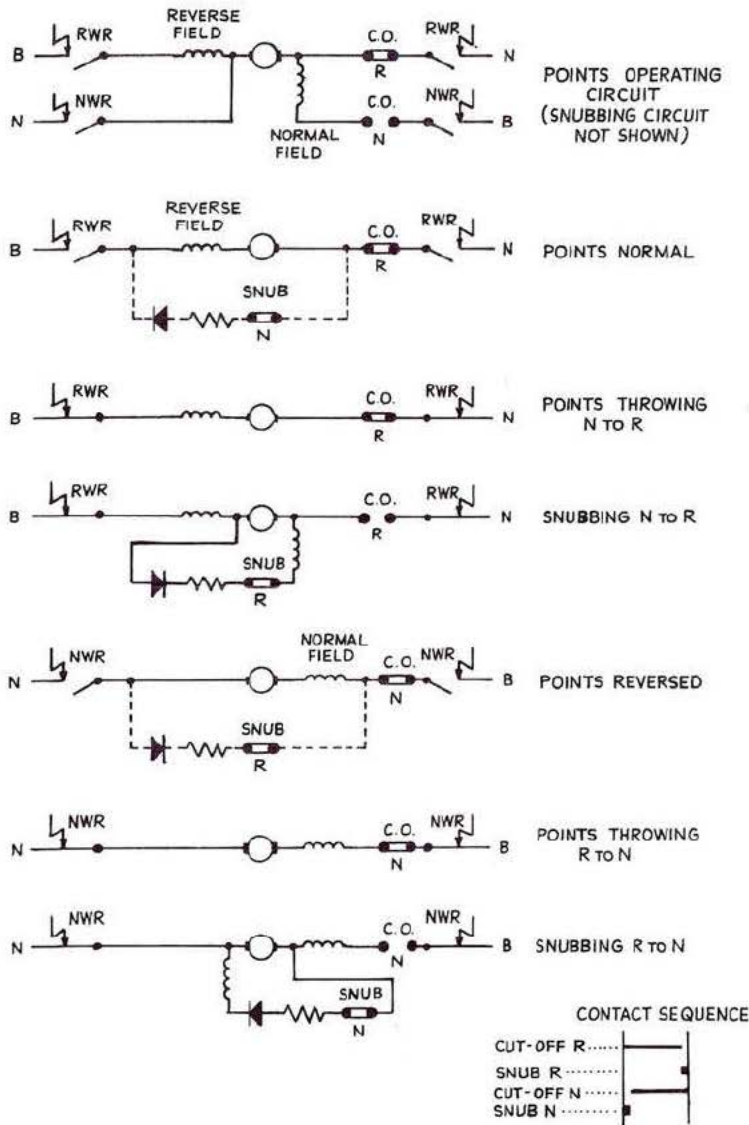 REVERSE
FIELD
RWR C.O. RWR
B R N
NWR C.O. NWR
N NORMAL FIELD N B
POINTS OPERATING
CIRCUIT
(SNUBBING CIRCUIT
NOT SHOWN)
REVERSE
FIELD
RWR C.O. RWR
B R N POINTS NORMAL
SNUB
N
RWR C.O. RWR
B R N
POINTS THROWING
N TO R
RWR C.O. RWR
B R N SNUBBING N TO R
SNUB
R
NORMAL
FIELD
NWR C.O. NWR
N N B POINTS REVERSED
SNUB
R
NWR C.O. NWR
N N B
POINTS THROWING
R TO N
NWR C.O. NWR
N N B SNUBBING R TO N
SNUB
N
CONTACT SEQUENCE
CUT-OFF R
SNUB R
CUT-OFF N
SNUB N